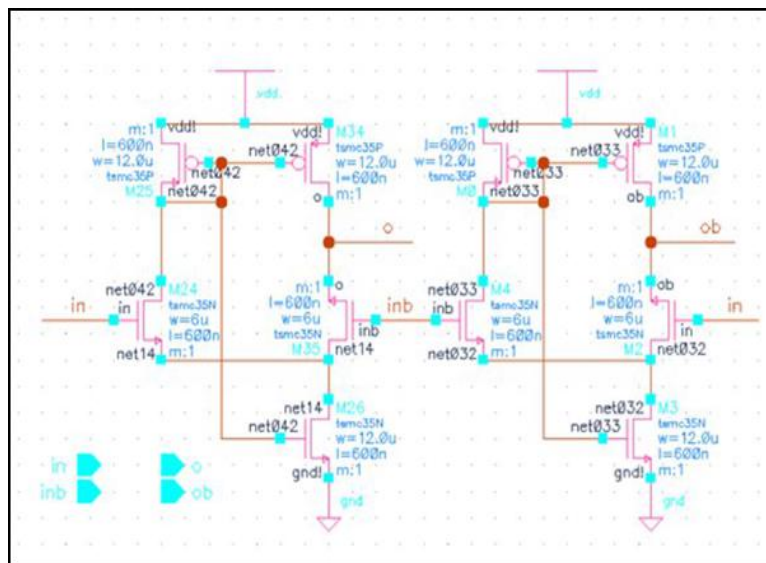 vdd
vdd
m:1
vdd!
vdd!
M34
m:1
vdd!
vdd!
M1
l=600n
tsmc35P
l=600n
tsmc35P
w=12.0u
net042
w=12.0u
w=12.0u
net033
w=12.0u
tsmc35P
net042
l=600n
tsmc35P
net033
l=600n
M25
net042
m:1
M0
net033
m:1
o
ob
o
ob
net042
M24
m:1
o
net033
M4
m:1
ob
in
in
tsmc35N
l=600n
inb
inb
tsmc35N
l=600n
in
in
w=6u
w=6u
inb
w=6u
w=6u
l=600n
tsmc35N
l=600n
tsmc35N
net14
m:1
M35
net14
net032
m:1
M2
net032
net14
M26
net032
M3
net042
tsmc35N
net033
tsmc35N
w=12.0u
w=12.0u
l=600n
l=600n
gnd!
m:1
gnd!
m:1
in
o
inb
ob
gnd
gnd